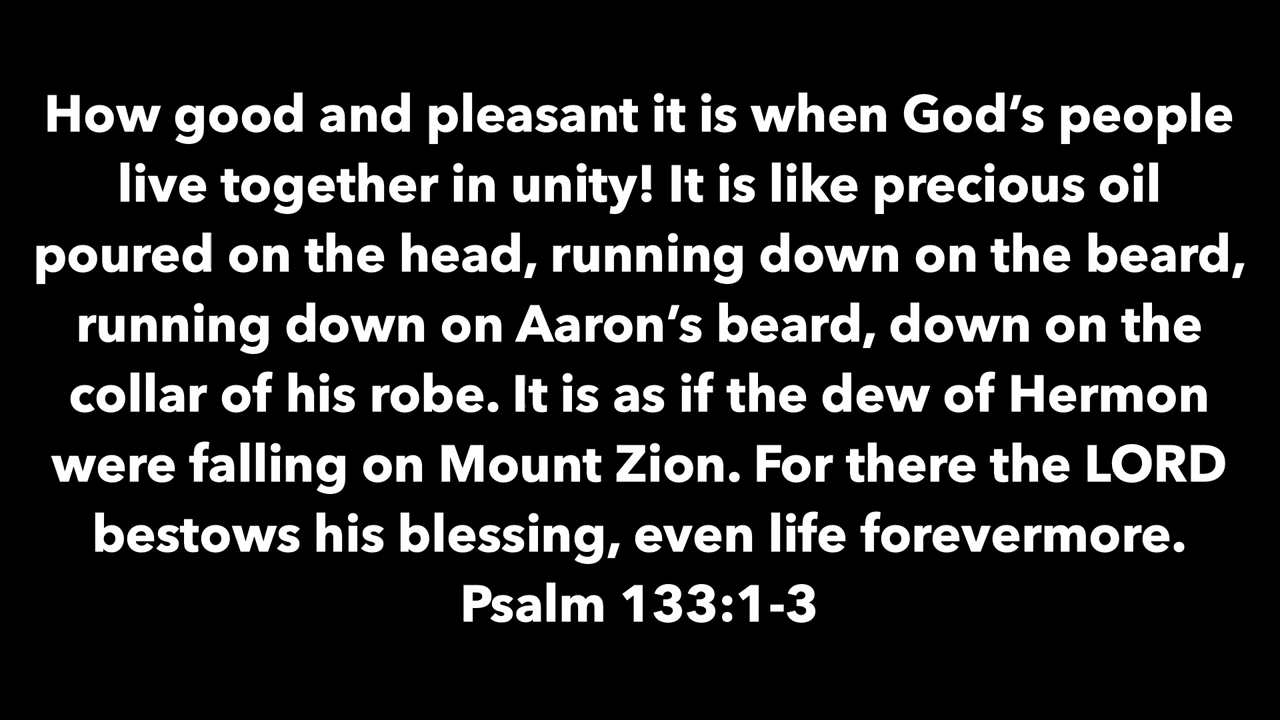 How good and pleasant it is when God’s people
live together in unity! It is like precious oil
poured on the head, running down on the beard,
running down on Aaron’s beard, down on the
collar of his robe. It is as if the dew of Hermon
were falling on Mount Zion. For there the LORD
bestows his blessing, even life forevermore.
Psalm 133:1-3